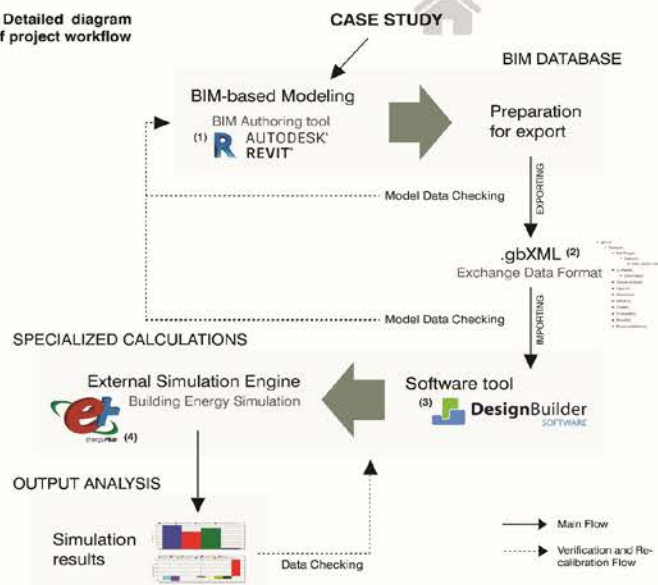 Detailed diagram
f project workflow
CASE STUDY
BIM DATABASE
BIM-based Modeling
BIM Authoring tool
(1) R AUTODESK®
REVIT®
Preparation
for export
Model Data Checking
EXPORTING
.gbXML (2)
Exchange Data Format
Model Data Checking
IMPORTING
SPECIALIZED CALCULATIONS
External Simulation Engine
Building Energy Simulation
e+
EnergyPlus (4)
Software tool
(3) DesignBuilder
SOFTWARE
OUTPUT ANALYSIS
Simulation
results
Data Checking
Main Flow
Verification and Re-
calibration Flow